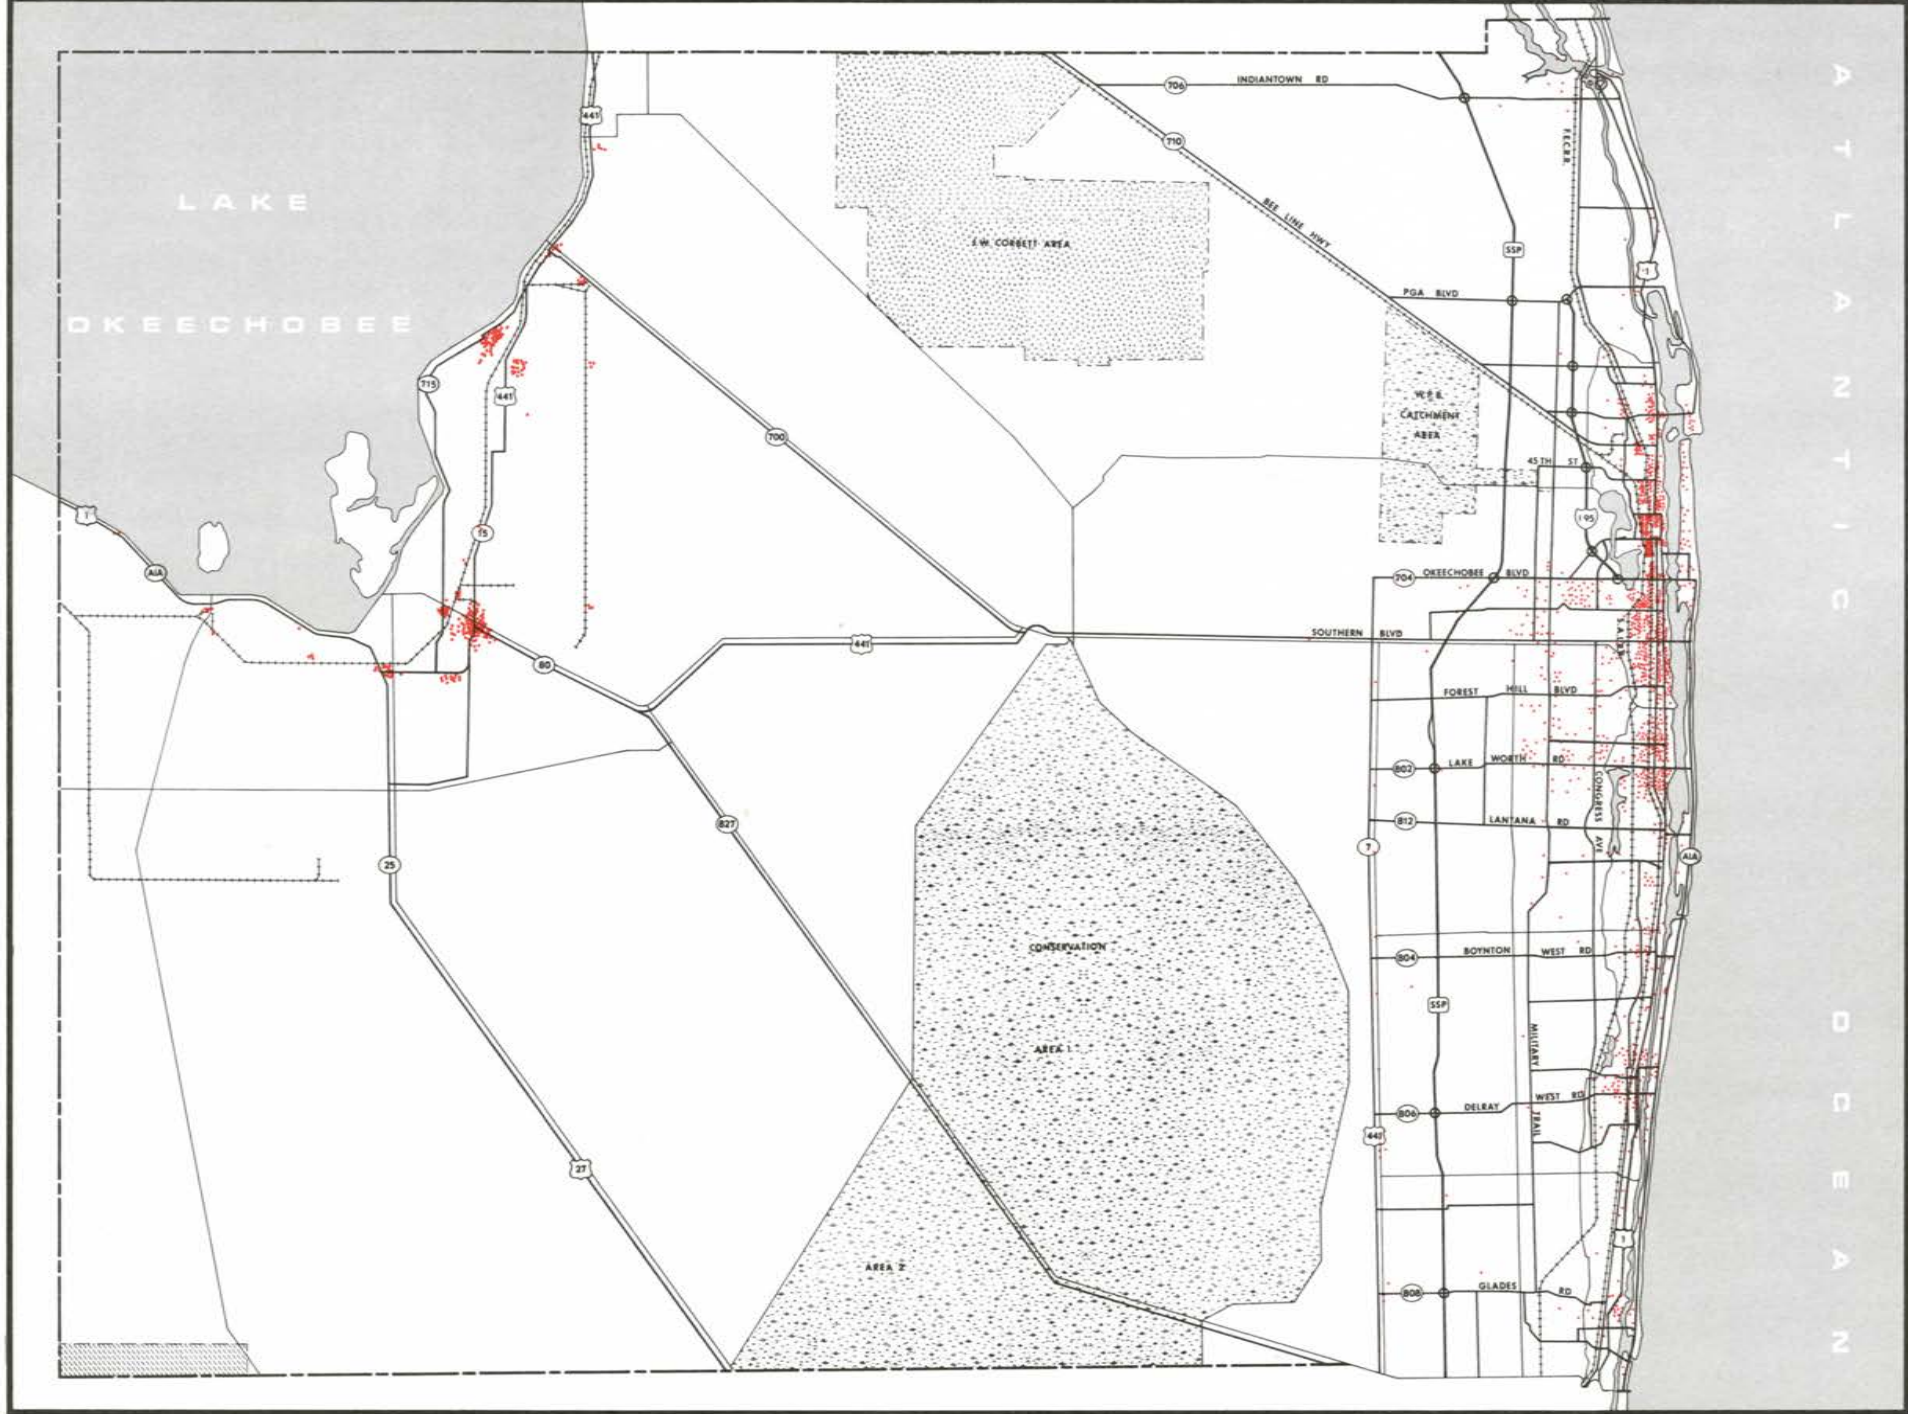 INDIANTOWN RD
706
441
710
F.E.C.R.R.
LAKE
OKEECHOBEE
BEE LINE HWY
J.W. CORBETT AREA
SSP
1
PGA BLVD
715
441
W.P.B.
CATCHMENT
AREA
700
45TH ST
1
15
I-95
A1A
704 OKEECHOBEE BLVD
SOUTHERN BLVD
441
80
FOREST HILL BLVD
802 LAKE WORTH RD
CONGRESS AVE
827
812 LANTANA RD
7
A1A
25
CONSERVATION
AREA 1
804 BOYNTON WEST RD
SSP
MILITARY TRAIL
806 DELRAY WEST RD
441
27
1
AREA 2
808 GLADES RD
ATLANTIC
OCEAN